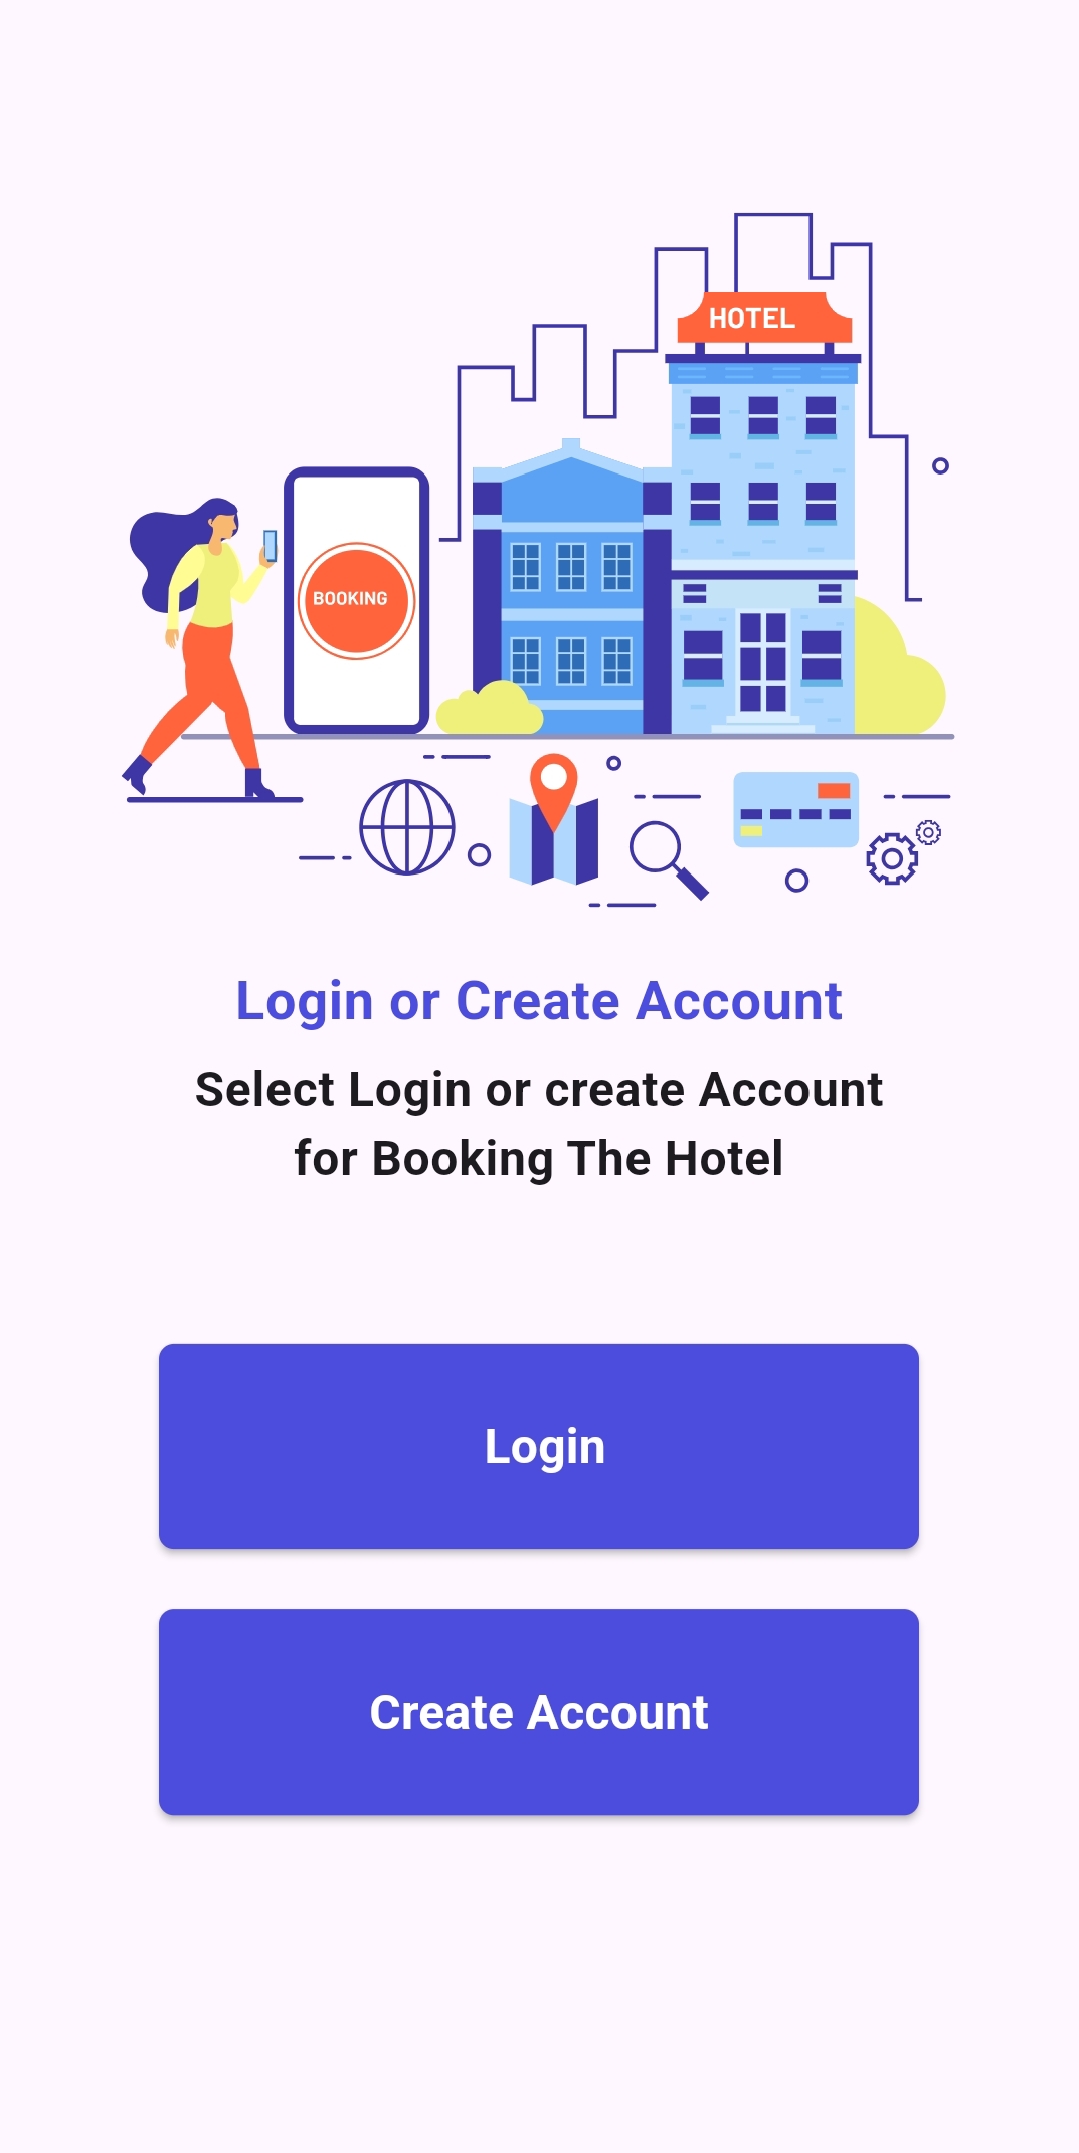 HOTEL
BOOKING
Login or Create Account
Select Login or create Account
for Booking The Hotel
Login
Create Account